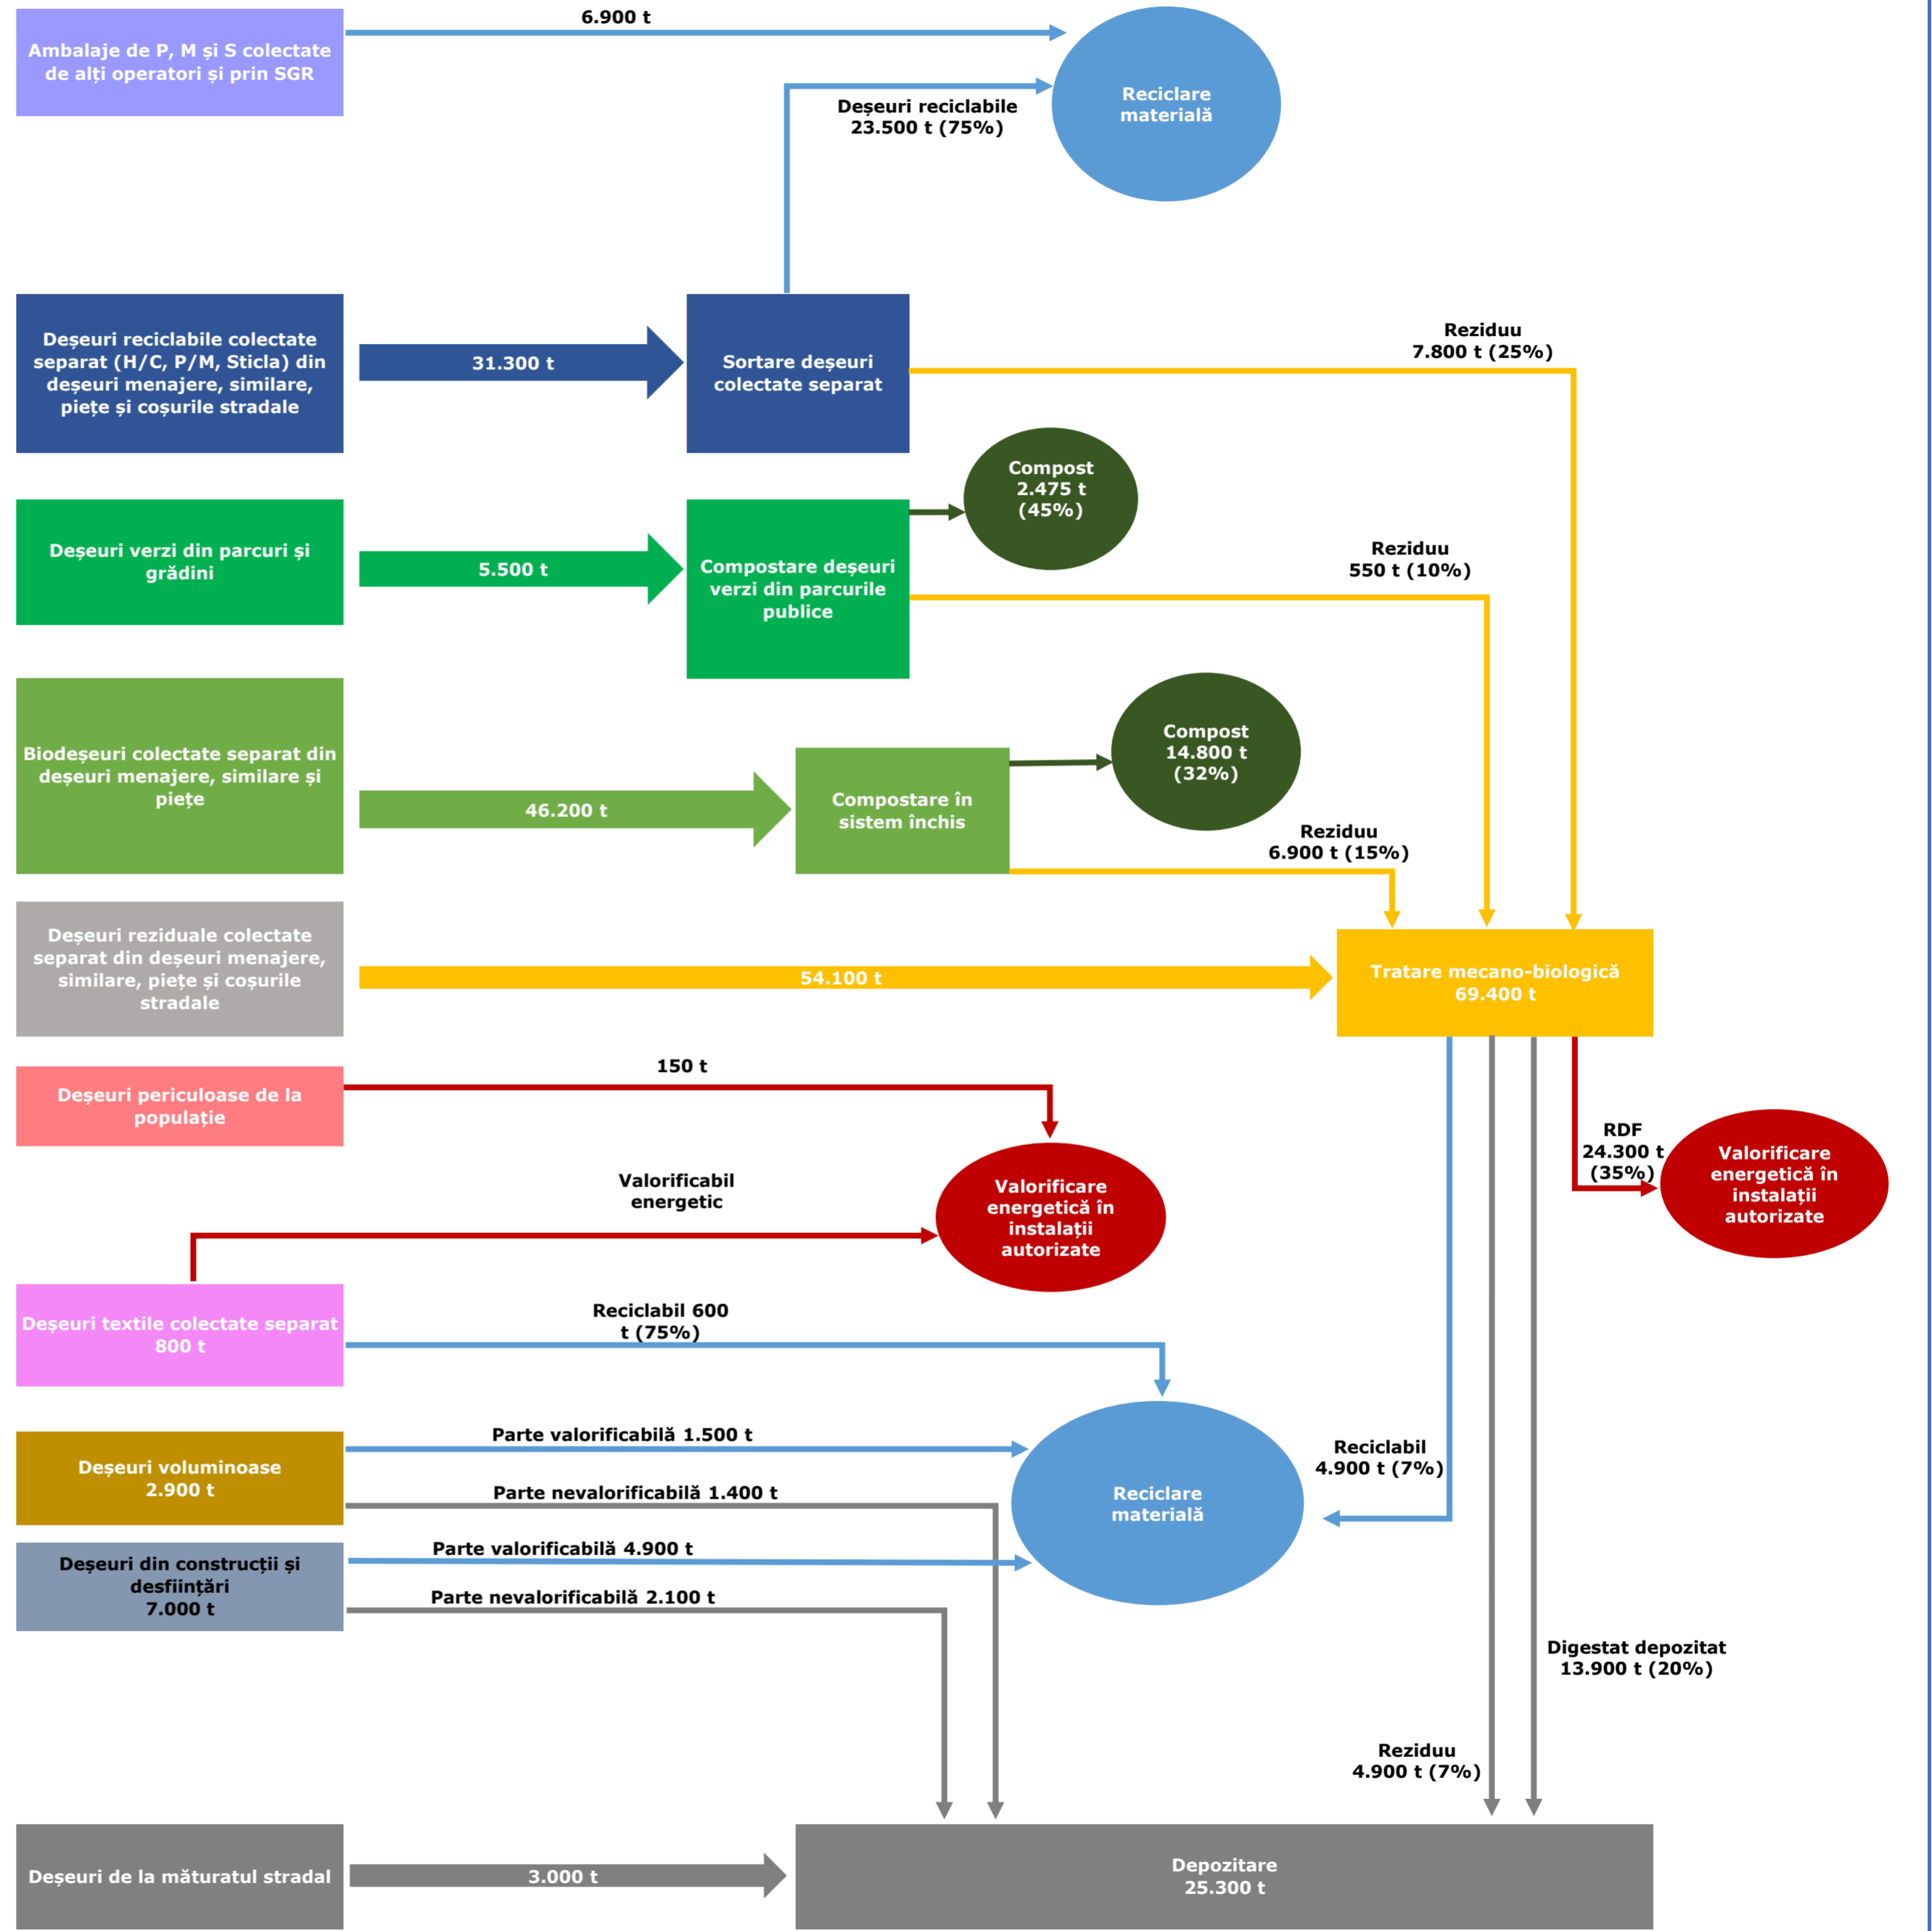 6.900 t
Ambalaje de P, M și S colectate
de alți operatori și prin SGR
Reciclare
materială
Deșeuri reciclabile
23.500 t (75%)
Deșeuri reciclabile colectate
separat (H/C, P/M, Sticla) din
deșeuri menajere, similare,
piețe și coșurile stradale
31.300 t
Sortare deșeuri
colectate separat
Reziduu
7.800 t (25%)
Compost
2.475 t
(45%)
Deșeuri verzi din parcuri și
grădini
5.500 t
Compostare deșeuri
verzi din parcurile
publice
Reziduu
550 t (10%)
Compost
14.800 t
(32%)
Biodeșeuri colectate separat din
deșeuri menajere, similare și
piețe
46.200 t
Compostare în
sistem închis
Reziduu
6.900 t (15%)
Deșeuri reziduale colectate
separat din deșeuri menajere,
similare, piețe și coșurile
stradale
54.100 t
Tratare mecano-biologică
69.400 t
150 t
Deșeuri periculoase de la
populație
RDF
24.300 t
(35%)
Valorificare
energetică în
instalații
autorizate
Valorificabil
energetic
Valorificare
energetică în
instalații
autorizate
Deșeuri textile colectate separat
800 t
Reciclabil 600
t (75%)
Parte valorificabilă 1.500 t
Deșeuri voluminoase
2.900 t
Parte nevalorificabilă 1.400 t
Reciclare
materială
Reciclabil
4.900 t (7%)
Parte valorificabilă 4.900 t
Deșeuri din construcții și
desființări
7.000 t
Parte nevalorificabilă 2.100 t
Digestat depozitat
13.900 t (20%)
Reziduu
4.900 t (7%)
Deșeuri de la măturatul stradal
3.000 t
Depozitare
25.300 t